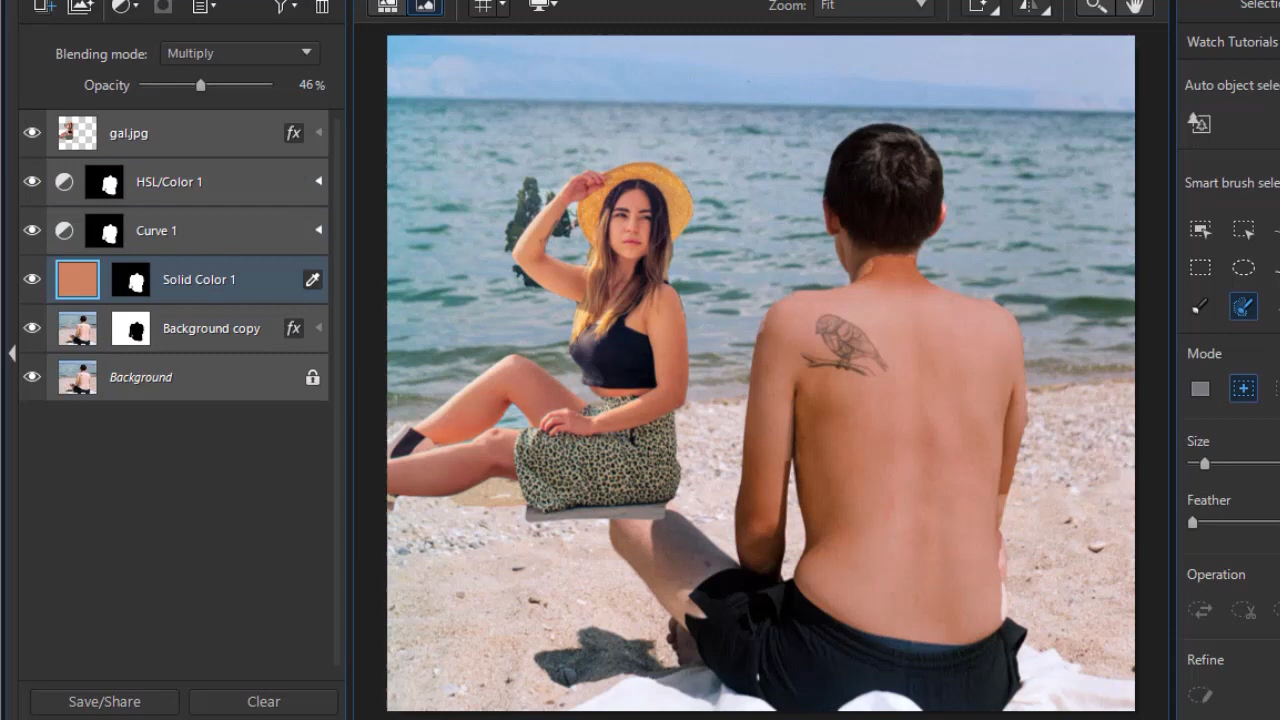 Zoom:
Fit
Selecti
Blending mode:
Multiply
Opacity
46 %
gal.jpg
fx
HSL/Color 1
Curve 1
Solid Color 1
Background copy
fx
Background
Save/Share
Clear
Watch Tutorials
Auto object sele
Smart brush sele
Mode
Size
Feather
Operation
Refine